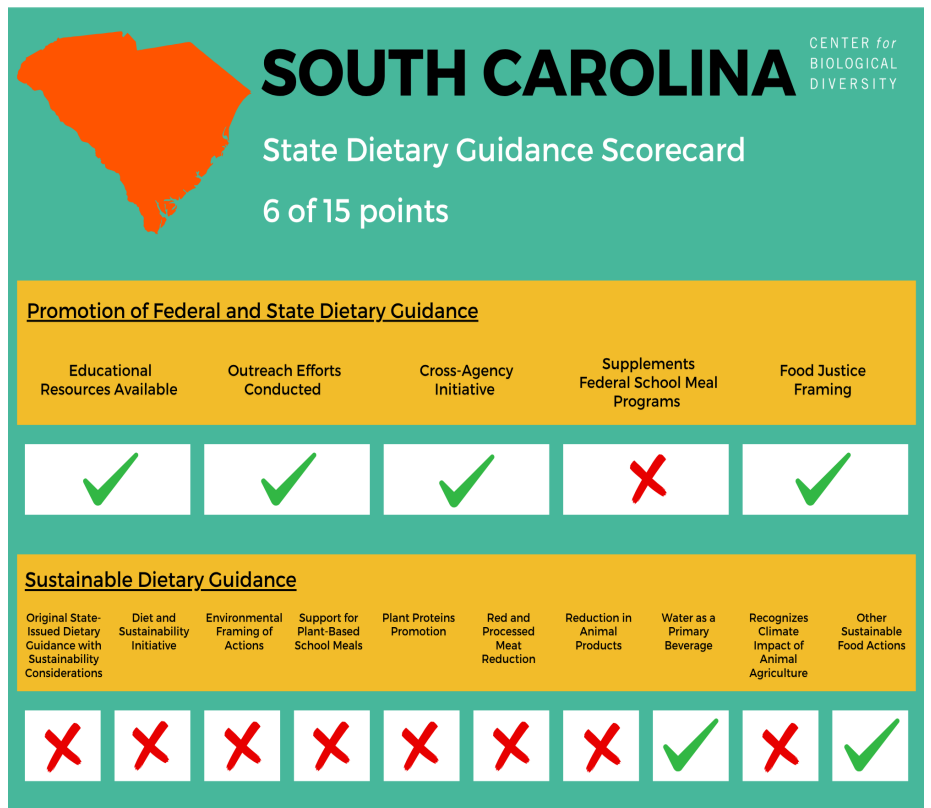 SOUTH CAROLINA
CENTER for
BIOLOGICAL
DIVERSITY
State Dietary Guidance Scorecard
6 of 15 points
Promotion of Federal and State Dietary Guidance
Educational
Resources Available
Outreach Efforts
Conducted
Cross-Agency
Initiative
Supplements
Federal School Meal
Programs
Food Justice
Framing
Sustainable Dietary Guidance
Original State-
Issued Dietary
Guidance with
Sustainability
Considerations
Diet and
Sustainability
Initiative
Environmental
Framing of
Actions
Support for
Plant-Based
School Meals
Plant Proteins
Promotion
Red and
Processed
Meat
Reduction
Reduction in
Animal
Products
Water as a
Primary
Beverage
Recognizes
Climate
Impact of
Animal
Agriculture
Other
Sustainable
Food Actions